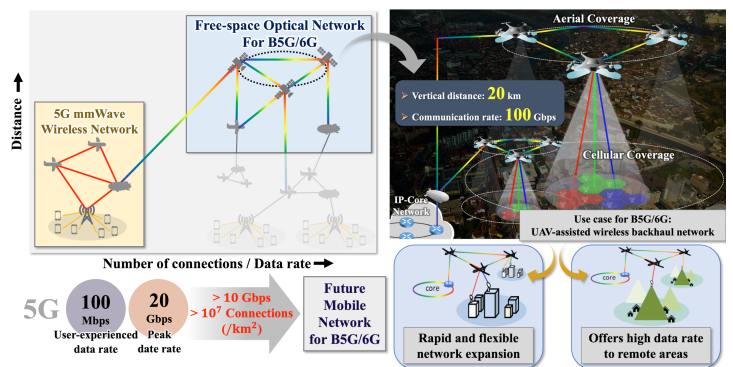 Free-space Optical Network
For B5G/6G
5G mmWave
Wireless Network
Distance
Number of connections / Data rate
Aerial Coverage
➢ Vertical distance: 20 km
➢ Communication rate: 100 Gbps
Cellular Coverage
IP-Core
Network
Use case for B5G/6G:
UAV-assisted wireless backhaul network
5G
100
Mbps
User-experienced
data rate
20
Gbps
Peak
date rate
> 10 Gbps
> 10⁷ Connections
(/km²)
Future
Mobile
Network
for B5G/6G
core
Rapid and flexible
network expansion
core
Offers high data rate
to remote areas